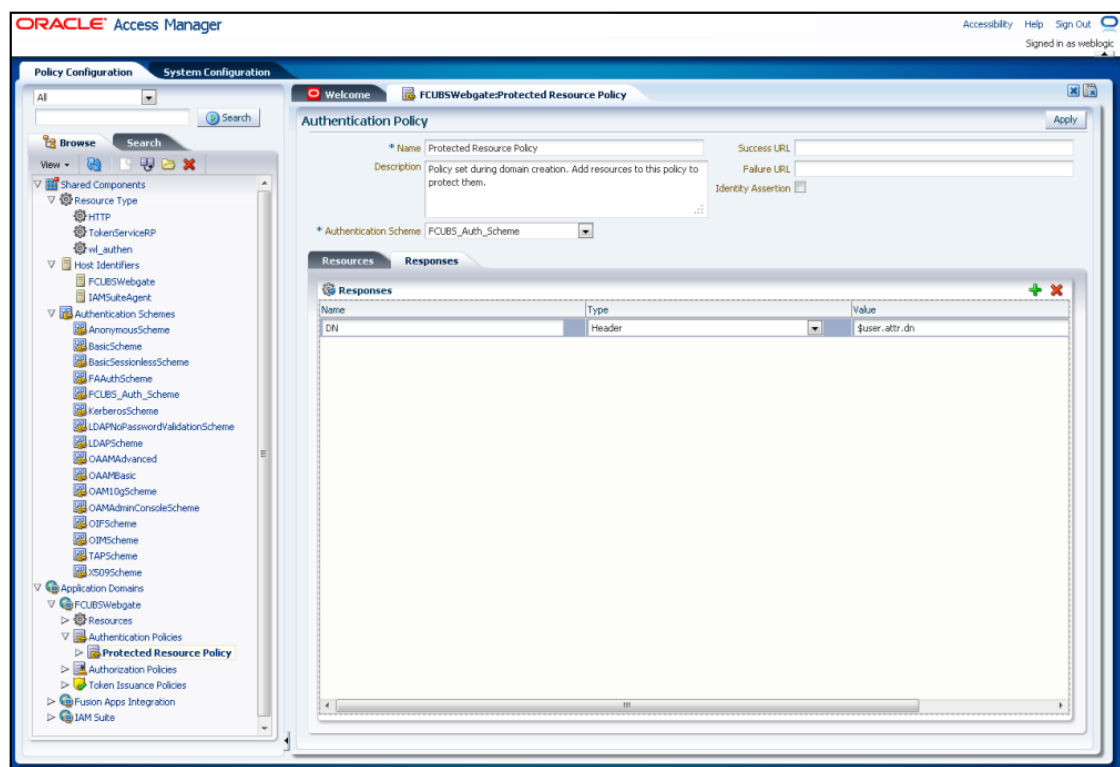 ORACLE Access Manager
Accessibility Help Sign Out
Signed in as weblogic
Policy Configuration System Configuration
All
Search
Browse Search
View
Shared Components
Resource Type
HTTP
TokenServiceRP
wl_authen
Host Identifiers
FCUBSWebgate
IAMSuiteAgent
Authentication Schemes
AnonymousScheme
BasicScheme
BasicSessionlessScheme
FAAuthScheme
FCUBS_Auth_Scheme
KerberosScheme
LDAPNoPasswordValidationScheme
LDAPScheme
OAAMAdvanced
OAAMBasic
OAM10gScheme
OAMAdminConsoleScheme
OIFScheme
OIMScheme
TAPScheme
X509Scheme
Application Domains
FCUBSWebgate
Resources
Authentication Policies
Protected Resource Policy
Authorization Policies
Token Issuance Policies
Fusion Apps Integration
IAM Suite
Welcome FCUBSWebgate:Protected Resource Policy
Authentication Policy Apply
* Name Protected Resource Policy
Description Policy set during domain creation. Add resources to this policy to
protect them.
* Authentication Scheme FCUBS_Auth_Scheme
Success URL
Failure URL
Identity Assertion
Resources Responses
Responses
Name Type Value
DN Header $user.attr.dn